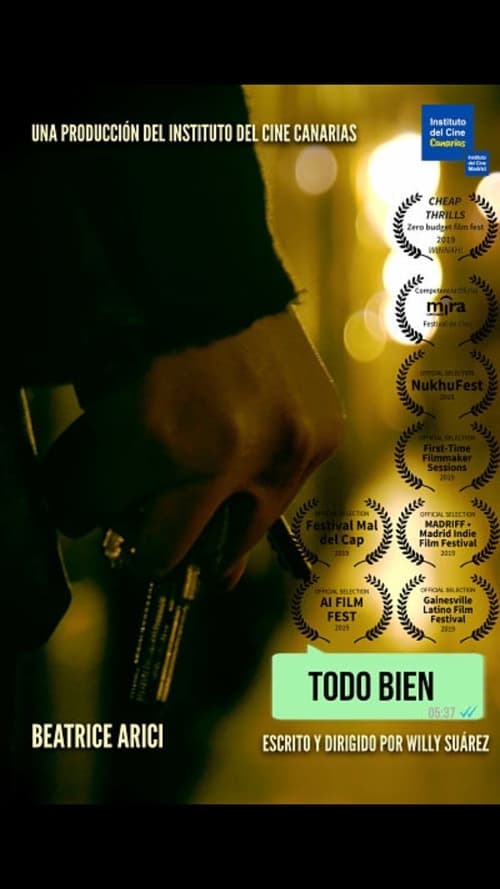 UNA PRODUCCIÓN DEL INSTITUTO DEL CINE CANARIAS
Instituto
del Cine
Canarias
Instituto
del Cine
Madrid
CHEAP
THRILLS
Zero budget film fest
2019
WINNAH!
mira
Festival de Cine
OFFICIAL SELECTION
NukhuFest
2019
OFFICIAL SELECTION
First-Time
Filmmaker
Sessions
2019
OFFICIAL SELECTION
Festival Mal
del Cap
2019
OFFICIAL SELECTION
MADRIFF -
Madrid Indie
Film Festival
2019
OFFICIAL SELECTION
AI FILM
FEST
2019
OFFICIAL SELECTION
Gainesville
Latino Film
Festival
2019
TODO BIEN
05:37
BEATRICE ARICI
ESCRITO Y DIRIGIDO POR WILLY SUÁREZ